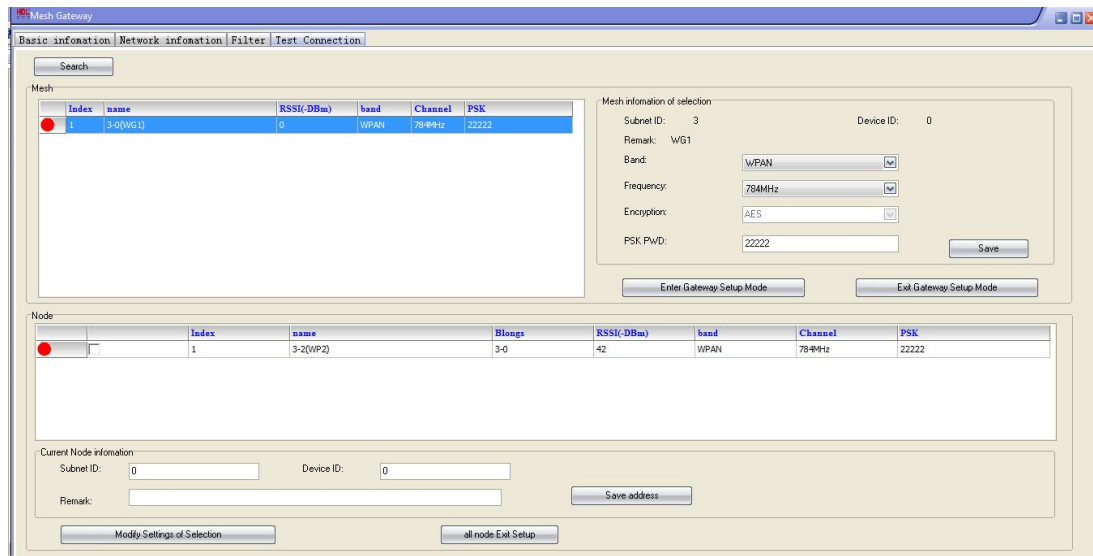 HDL Mesh Gateway
Basic infomation Network infomation Filter Test Connection
Search
Mesh
Index name RSSI(-DBm) band Channel PSK
1 3-0(WG1) 0 WPAN 784MHz 22222
Mesh infomation of selection
Subnet ID: 3 Device ID: 0
Remark: WG1
Band: WPAN
Frequency: 784MHz
Encryption: AES
PSK PWD: 22222 Save
Enter Gateway Setup Mode Exit Gateway Setup Mode
Node
Index name Blongs RSSI(-DBm) band Channel PSK
1 3-2(WP2) 3-0 42 WPAN 784MHz 22222
Current Node infomation
Subnet ID: 0 Device ID: 0
Remark: Save address
Modify Settings of Selection all node Exit Setup